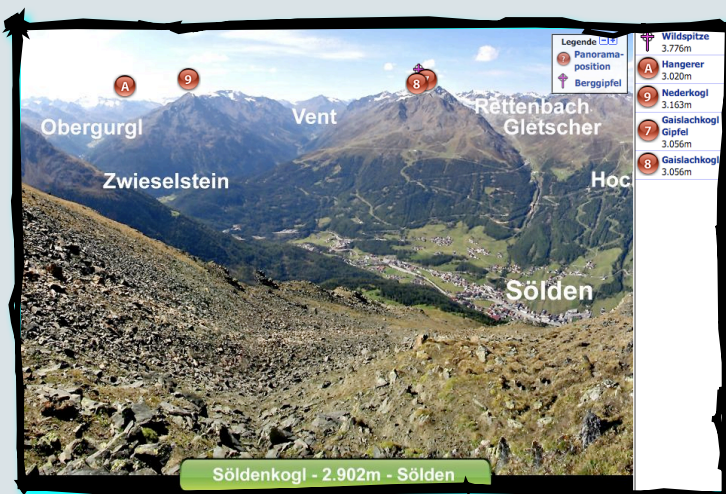 Legende
Panorama-
position
Berggipfel
A
9
8
7
Obergurgl
Vent
Rettenbach
Gletscher
Zwieselstein
Hoc
Sölden
Söldenkogl - 2.902m - Sölden
Wildspitze
3.776m
A
Hangerer
3.020m
9
Nederkogl
3.163m
7
Gaislachkogl
Gipfel
3.056m
8
Gaislachkogl
3.056m